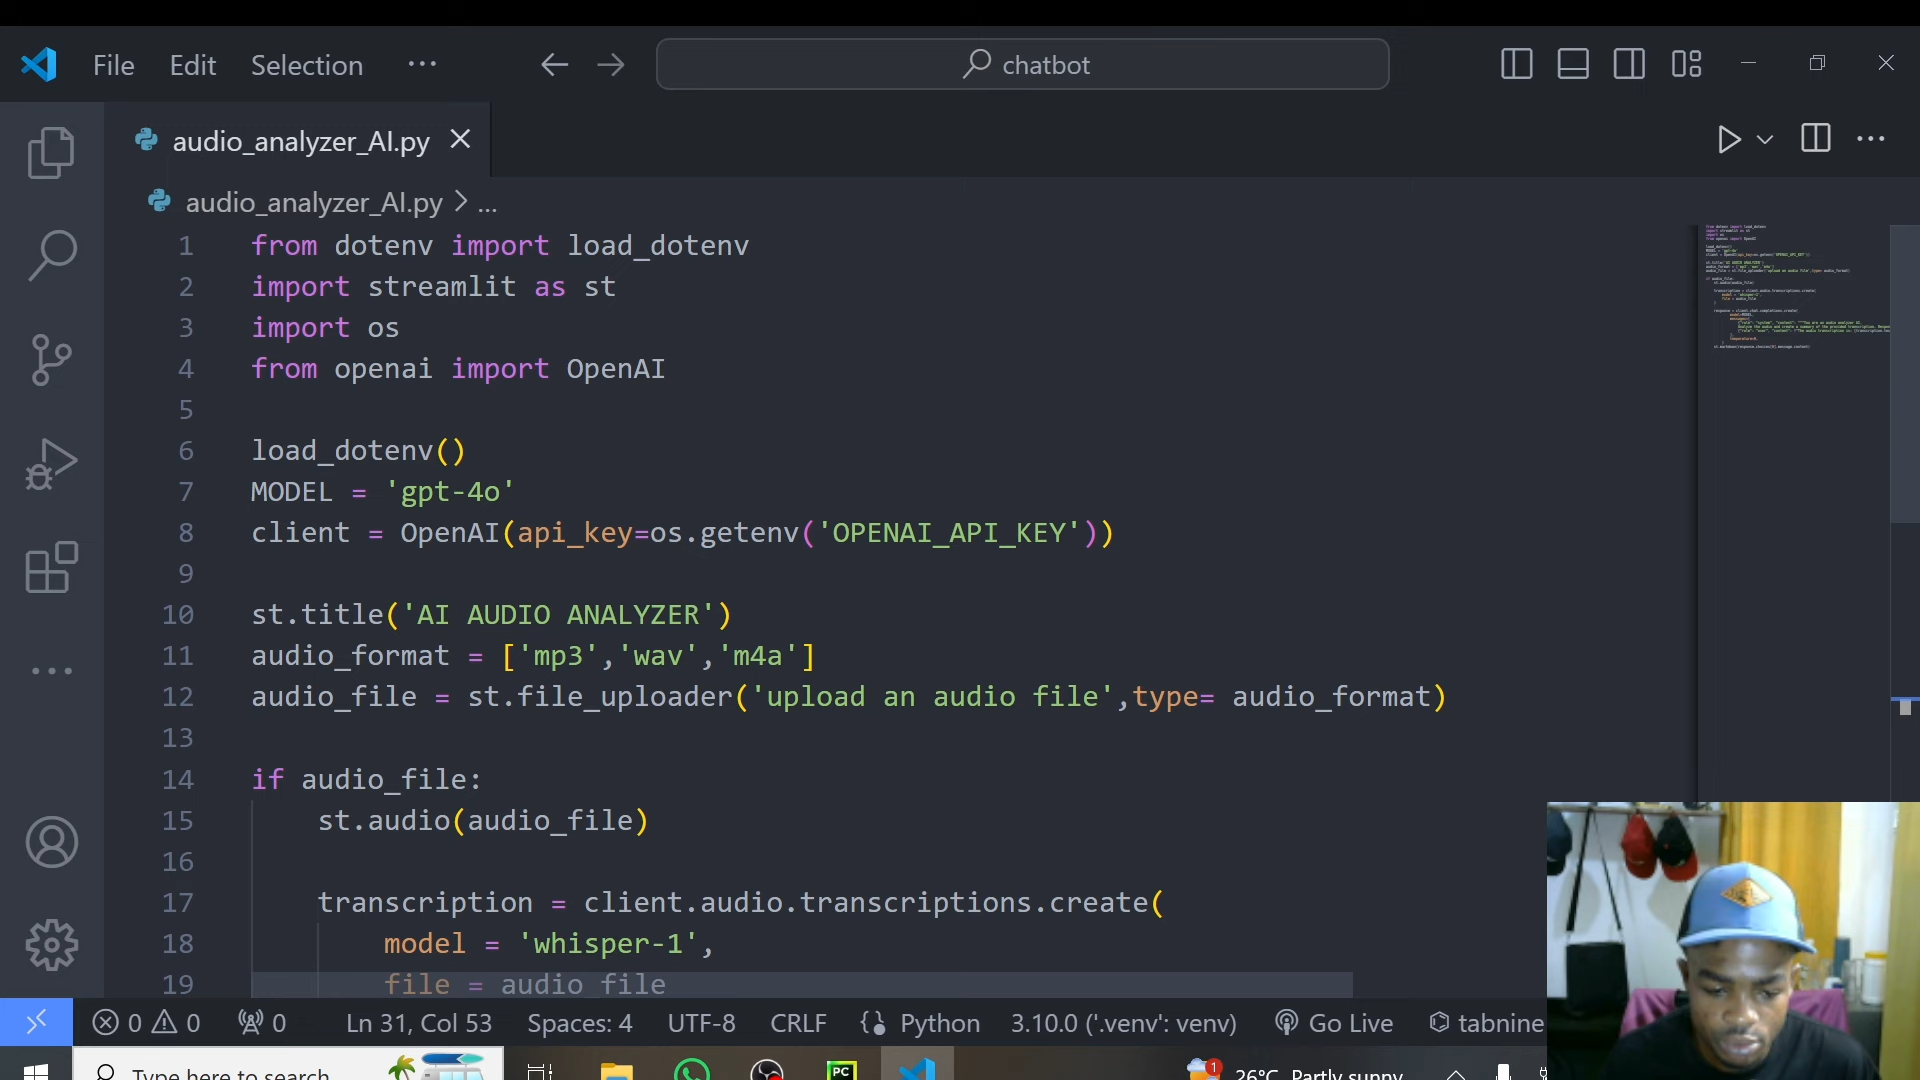 File Edit Selection ··· chatbot
audio_analyzer_AI.py
audio_analyzer_AI.py > ...
1 from dotenv import load_dotenv
2 import streamlit as st
3 import os
4 from openai import OpenAI
5
6 load_dotenv()
7 MODEL = 'gpt-4o'
8 client = OpenAI(api_key=os.getenv('OPENAI_API_KEY'))
9
10 st.title('AI AUDIO ANALYZER')
11 audio_format = ['mp3','wav','m4a']
12 audio_file = st.file_uploader('upload an audio file',type= audio_format)
13
14 if audio_file:
15 st.audio(audio_file)
16
17 transcription = client.audio.transcriptions.create(
18 model = 'whisper-1',
19 file = audio_file
0 0 0 Ln 31, Col 53 Spaces: 4 UTF-8 CRLF Python 3.10.0 ('.venv': venv) Go Live tabnine
Type here to search PC 1 26°C Partly sunny